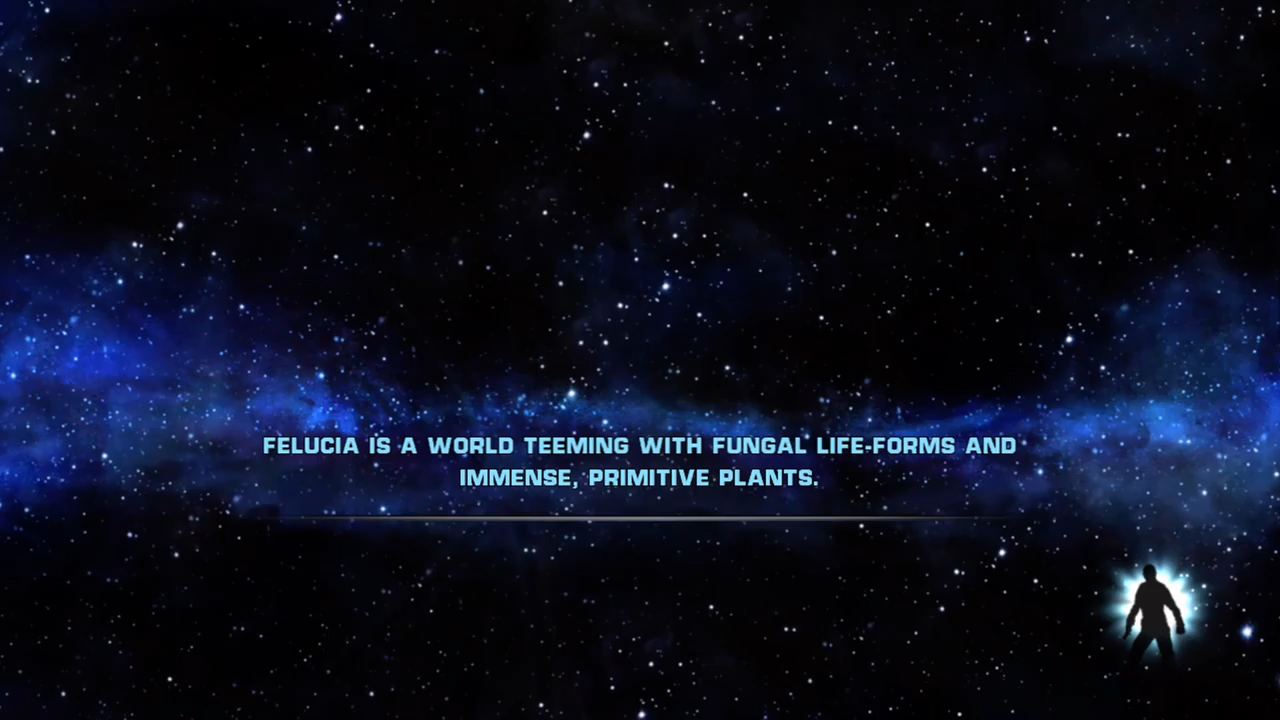 FELUCIA IS A WORLD TEEMING WITH FUNGAL LIFE-FORMS AND
IMMENSE, PRIMITIVE PLANTS.